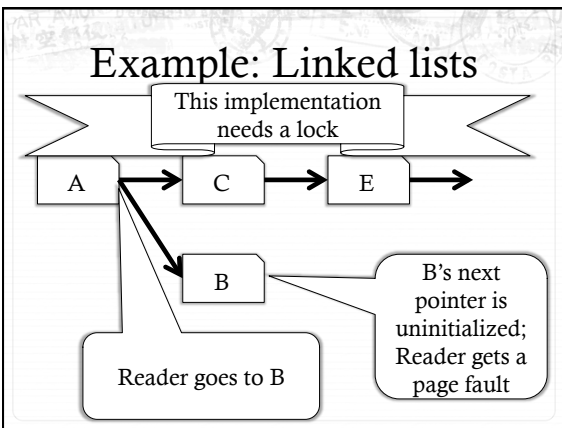 Example: Linked lists
This implementation
needs a lock
A
C
E
B
B's next
pointer is
uninitialized;
Reader gets a
page fault
Reader goes to B